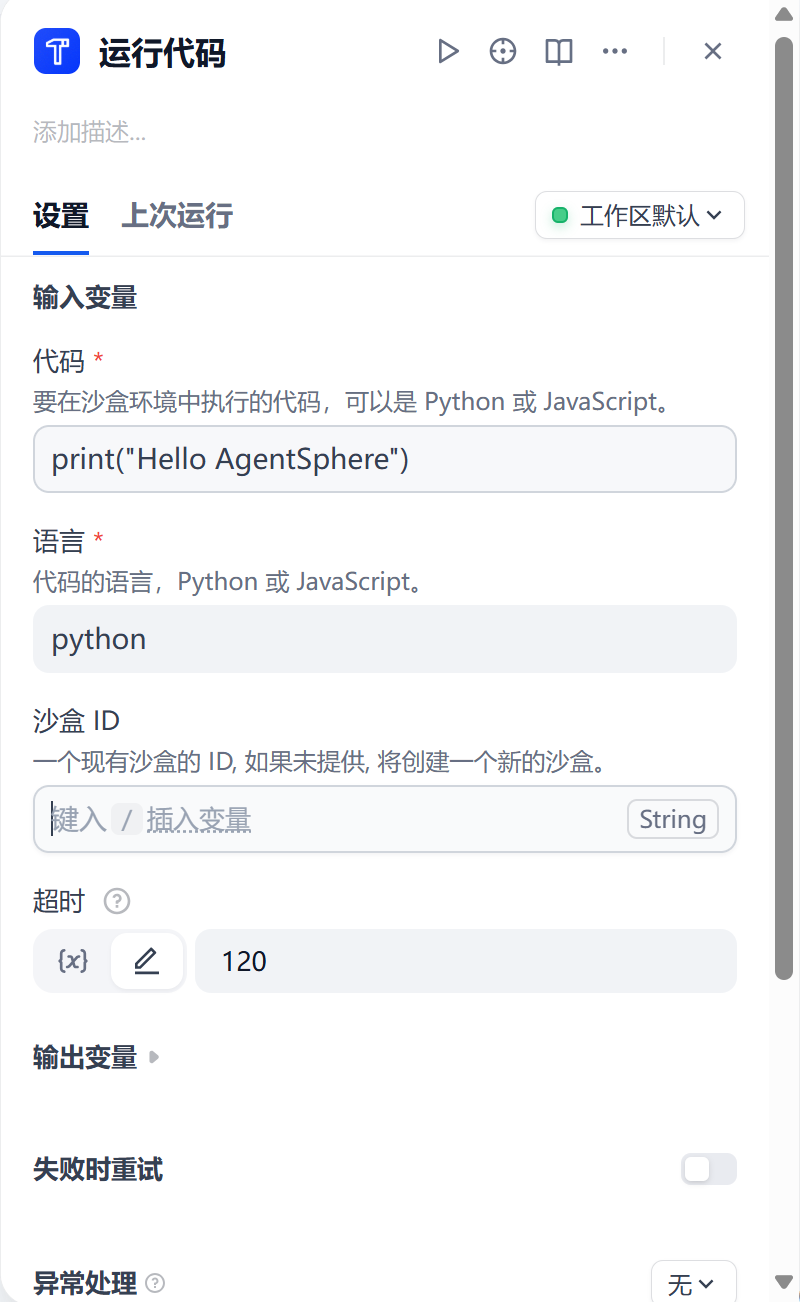 运行代码
添加描述...
设置
上次运行
工作区默认
输入变量
代码 *
要在沙盒环境中执行的代码，可以是 Python 或 JavaScript。
print("Hello AgentSphere")
语言 *
代码的语言，Python 或 JavaScript。
python
沙盒 ID
一个现有沙盒的 ID, 如果未提供, 将创建一个新的沙盒。
键入 / 插入变量
String
超时 ?
{x}
120
输出变量
失败时重试
异常处理 ?
无